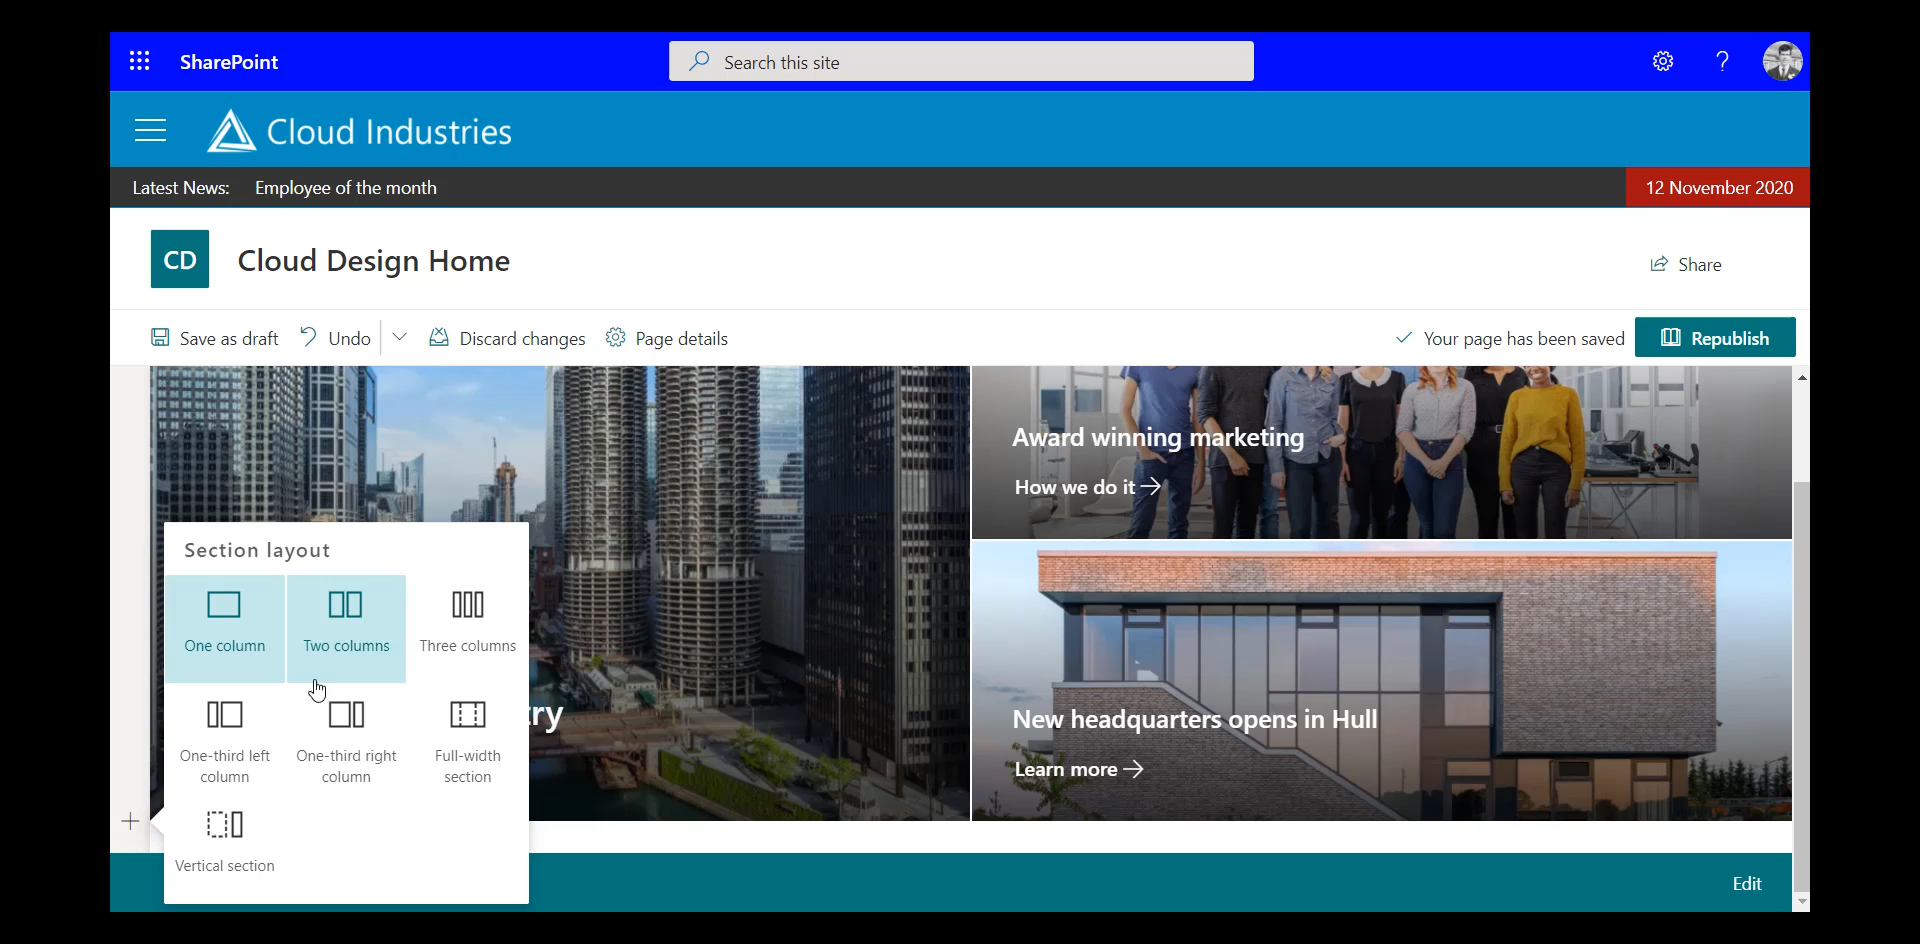 SharePoint
Search this site
?
Cloud Industries
Latest News: Employee of the month
12 November 2020
CD
Cloud Design Home
Share
Save as draft
Undo
Discard changes
Page details
Your page has been saved
Republish
Award winning marketing
How we do it
Section layout
One column
Two columns
Three columns
One-third left
column
One-third right
column
Full-width
section
Vertical section
try
New headquarters opens in Hull
Learn more
Edit